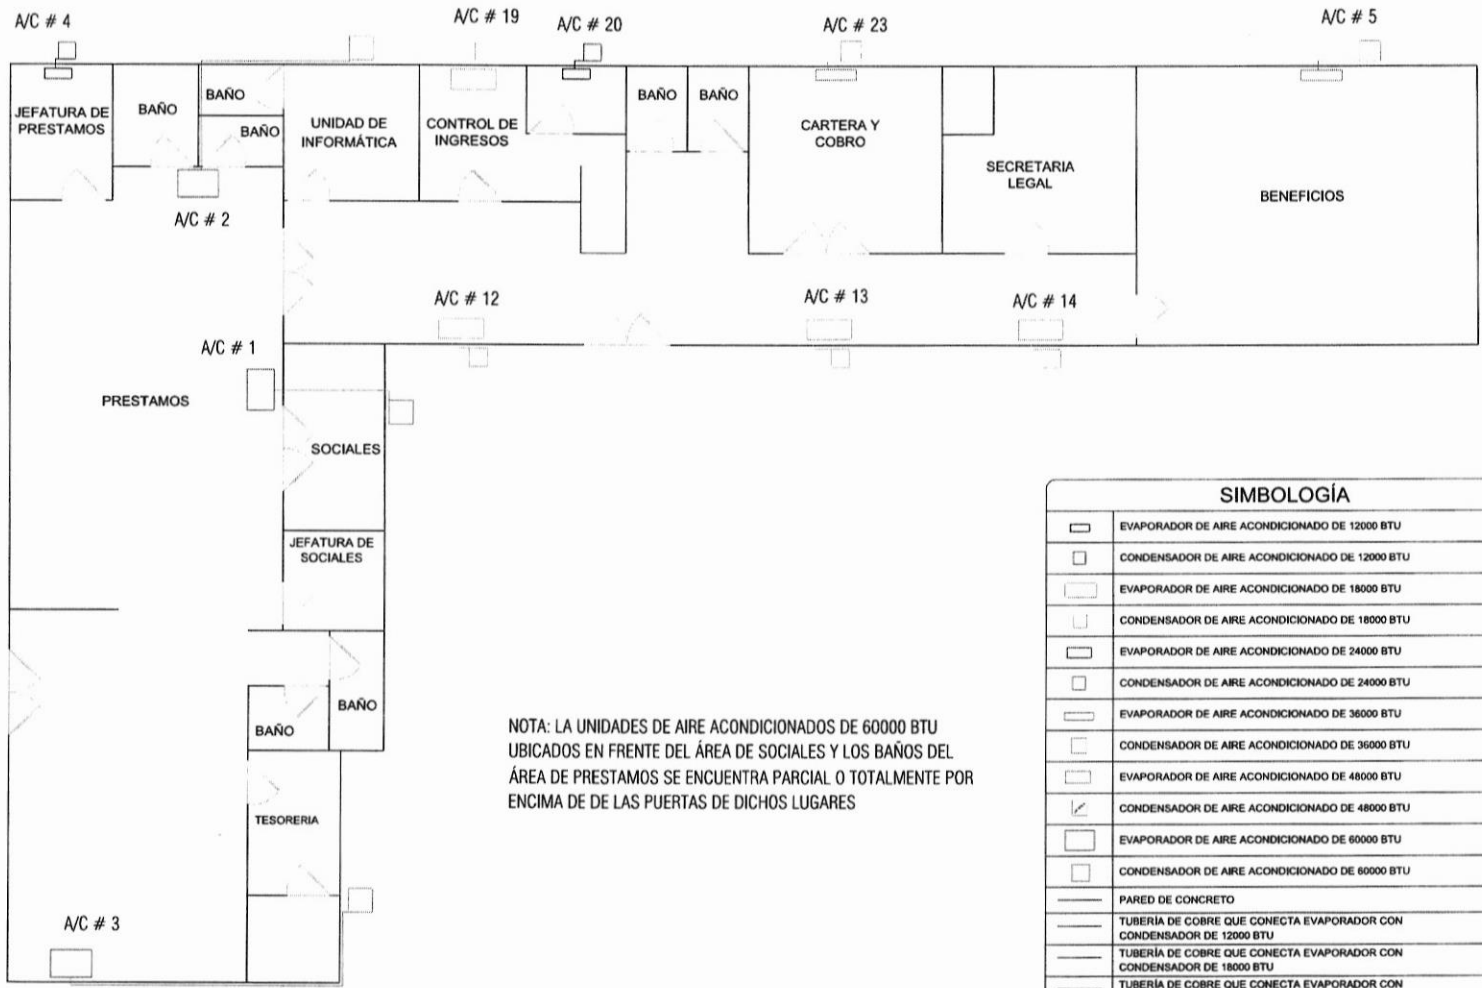 A/C # 4
A/C # 19
A/C # 20
A/C # 23
A/C # 5
JEFATURA DE
PRESTAMOS
BAÑO
BAÑO
BAÑO
UNIDAD DE
INFORMÁTICA
CONTROL DE
INGRESOS
BAÑO
BAÑO
CARTERA Y
COBRO
SECRETARIA
LEGAL
BENEFICIOS
A/C # 2
A/C # 12
A/C # 13
A/C # 14
A/C # 1
PRESTAMOS
SOCIALES
JEFATURA DE
SOCIALES
BAÑO
BAÑO
TESORERIA
A/C # 3
NOTA: LA UNIDADES DE AIRE ACONDICIONADOS DE 60000 BTU
UBICADOS EN FRENTE DEL ÁREA DE SOCIALES Y LOS BAÑOS DEL
ÁREA DE PRESTAMOS SE ENCUENTRA PARCIAL O TOTALMENTE POR
ENCIMA DE DE LAS PUERTAS DE DICHOS LUGARES
SIMBOLOGÍA
EVAPORADOR DE AIRE ACONDICIONADO DE 12000 BTU
CONDENSADOR DE AIRE ACONDICIONADO DE 12000 BTU
EVAPORADOR DE AIRE ACONDICIONADO DE 18000 BTU
CONDENSADOR DE AIRE ACONDICIONADO DE 18000 BTU
EVAPORADOR DE AIRE ACONDICIONADO DE 24000 BTU
CONDENSADOR DE AIRE ACONDICIONADO DE 24000 BTU
EVAPORADOR DE AIRE ACONDICIONADO DE 36000 BTU
CONDENSADOR DE AIRE ACONDICIONADO DE 36000 BTU
EVAPORADOR DE AIRE ACONDICIONADO DE 48000 BTU
CONDENSADOR DE AIRE ACONDICIONADO DE 48000 BTU
EVAPORADOR DE AIRE ACONDICIONADO DE 60000 BTU
CONDENSADOR DE AIRE ACONDICIONADO DE 60000 BTU
PARED DE CONCRETO
TUBERÍA DE COBRE QUE CONECTA EVAPORADOR CON
CONDENSADOR DE 12000 BTU
TUBERÍA DE COBRE QUE CONECTA EVAPORADOR CON
CONDENSADOR DE 18000 BTU
TUBERÍA DE COBRE QUE CONECTA EVAPORADOR CON